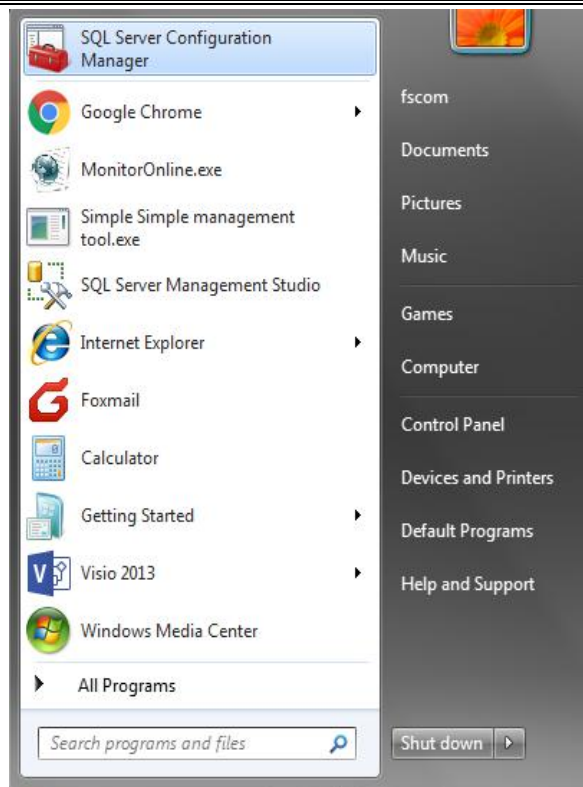 SQL Server Configuration
Manager
Google Chrome
MonitorOnline.exe
Simple Simple management
tool.exe
SQL Server Management Studio
Internet Explorer
Foxmail
Calculator
Getting Started
Visio 2013
Windows Media Center
All Programs
Search programs and files
fscom
Documents
Pictures
Music
Games
Computer
Control Panel
Devices and Printers
Default Programs
Help and Support
Shut down